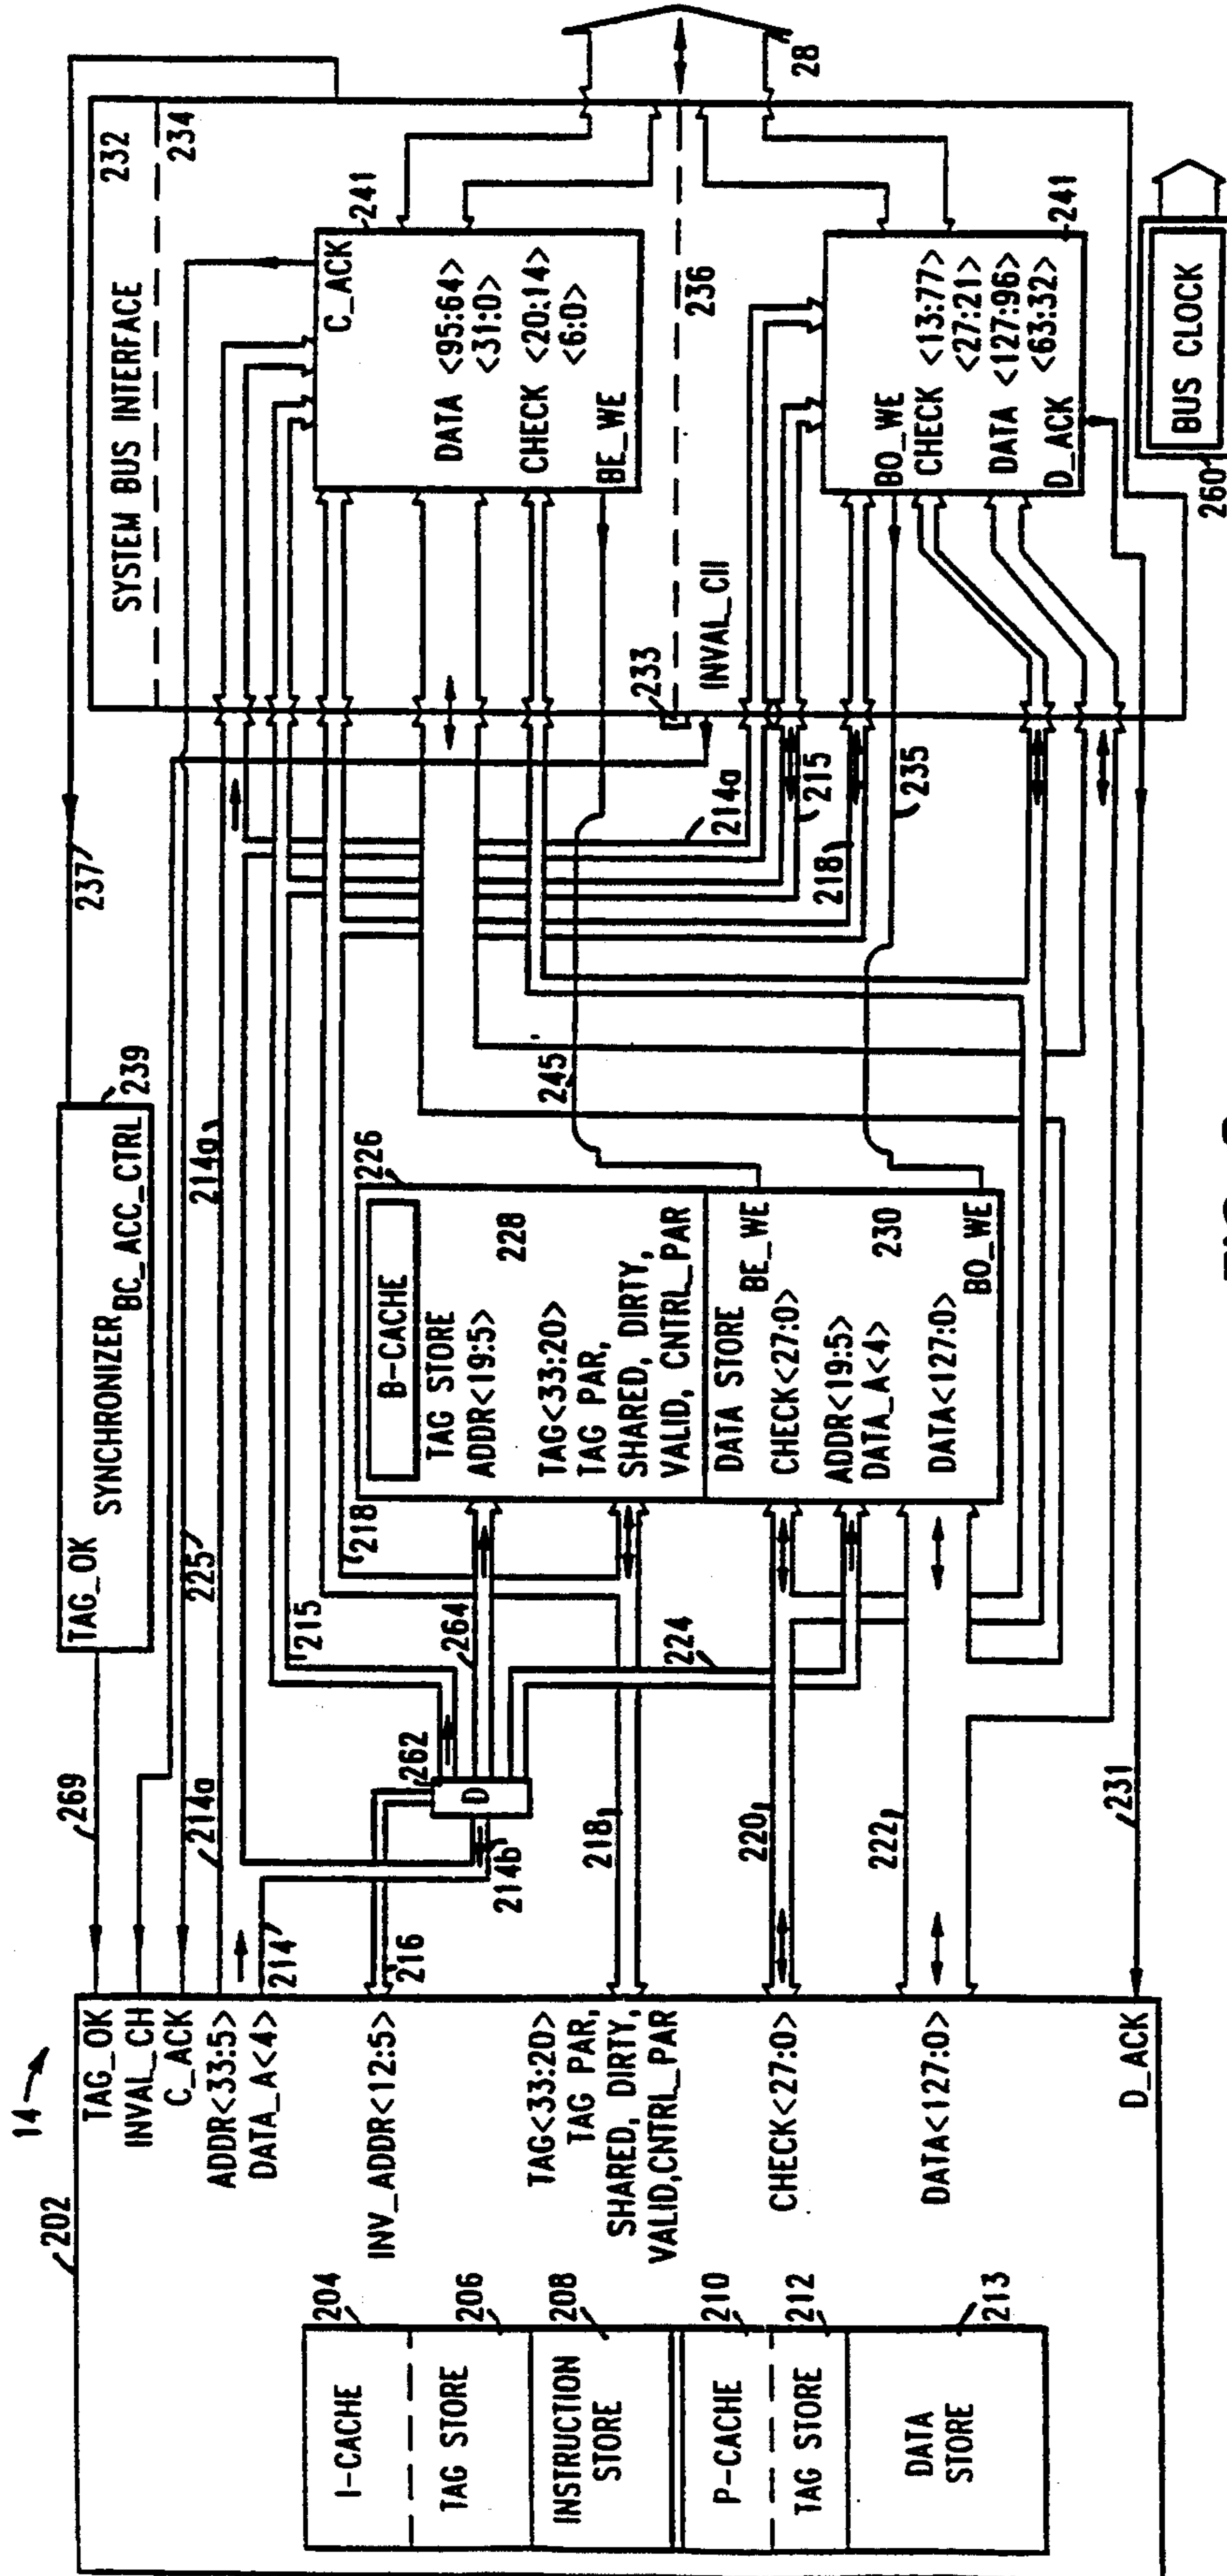 14
202
I-CACHE
204
TAG STORE
206
INSTRUCTION
STORE
208
P-CACHE
210
TAG STORE
212
DATA
STORE
213
TAG_OK
INVAL_CH
C_ACK
ADDR<33:5>
DATA_A<4>
INV_ADDR<12:5>
TAG<33:20>
TAG PAR,
SHARED, DIRTY,
VALID,CNTRL_PAR
CHECK<27:0>
DATA<127:0>
D_ACK
269
214a
214
216
214b
262
D
218
220
222
231
TAG_OK
SYNCHRONIZER
BC_ACC_CTRL
239
225
214a
215
264
218
224
B-CACHE
226
TAG STORE
228
ADDR<19:5>
TAG<33:20>
TAG PAR,
SHARED, DIRTY,
VALID, CNTRL_PAR
DATA STORE
BE_WE
CHECK<27:0>
ADDR<19:5>
230
DATA_A<4>
DATA<127:0>
BO_WE
237
245
214a
215
218
235
SYSTEM BUS INTERFACE
232
234
233
INVAL_CII
236
C_ACK
241
DATA <95:64>
<31:0>
CHECK <20:14>
<6:0>
BE_WE
BO_WE
CHECK <13:77>
<27:21>
DATA <127:96>
<63:32>
D_ACK
241
28
BUS CLOCK
260